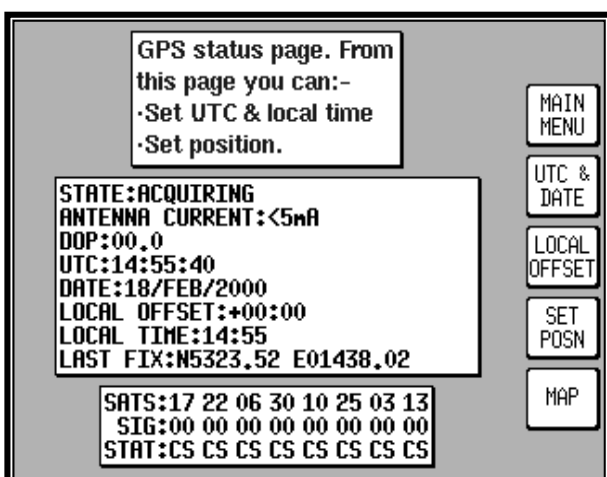 GPS status page. From
this page you can:-
·Set UTC & local time
·Set position.
STATE:ACQUIRING
ANTENNA CURRENT:<5mA
DOP:00.0
UTC:14:55:40
DATE:18/FEB/2000
LOCAL OFFSET:+00:00
LOCAL TIME:14:55
LAST FIX:N5323.52 E01438.02
SATS:17 22 06 30 10 25 03 13
SIG:00 00 00 00 00 00 00 00
STAT:CS CS CS CS CS CS CS CS
MAIN
MENU
UTC &
DATE
LOCAL
OFFSET
SET
POSN
MAP